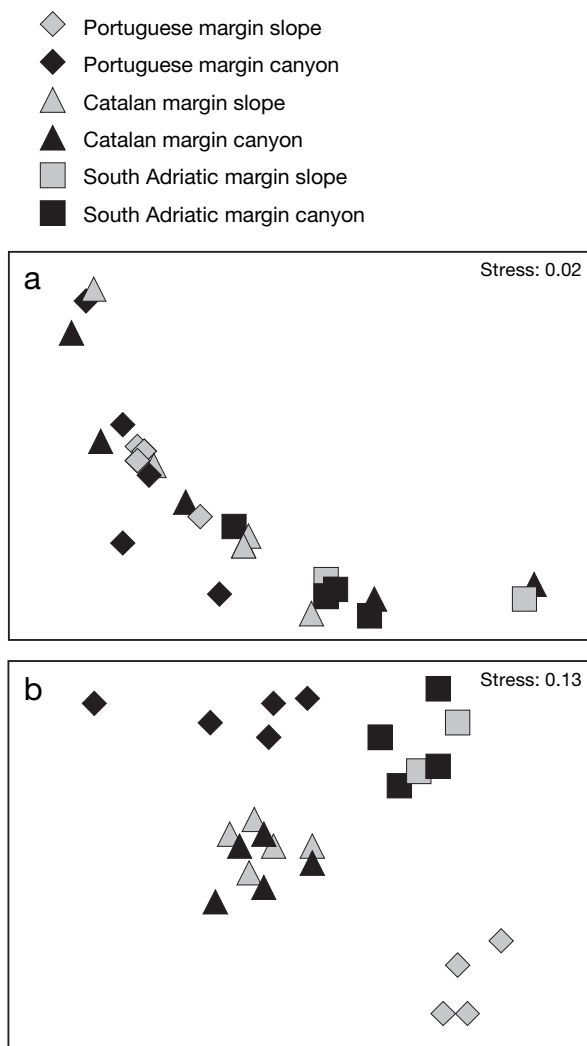 Portuguese margin slope
Portuguese margin canyon
Catalan margin slope
Catalan margin canyon
South Adriatic margin slope
South Adriatic margin canyon
a
Stress: 0.02
b
Stress: 0.13